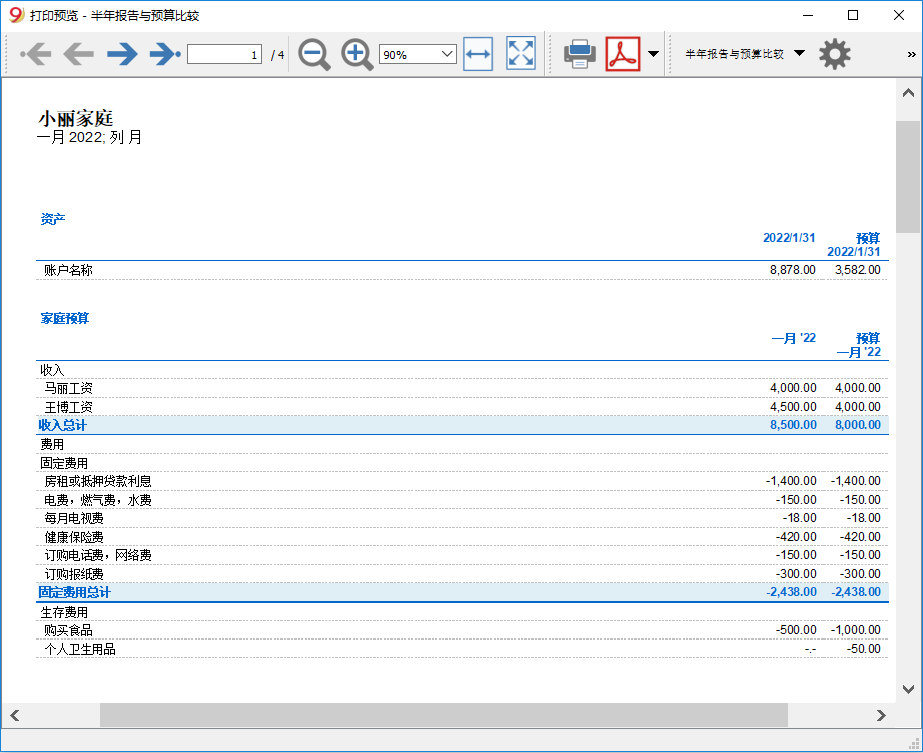 打印预览 - 半年报告与预算比较
1 / 4 90% 半年报告与预算比较 »
小丽家庭
一月 2022; 列 月
资产
2022/1/31 预算
2022/1/31
账户名称 8,878.00 3,582.00
家庭预算
一月 '22 预算
一月 '22
收入
马丽工资 4,000.00 4,000.00
王博工资 4,500.00 4,000.00
收入总计 8,500.00 8,000.00
费用
固定费用
房租或抵押贷款利息 -1,400.00 -1,400.00
电费，燃气费，水费 -150.00 -150.00
每月电视费 -18.00 -18.00
健康保险费 -420.00 -420.00
订购电话费，网络费 -150.00 -150.00
订购报纸费 -300.00 -300.00
固定费用总计 -2,438.00 -2,438.00
生存费用
购买食品 -500.00 -1,000.00
个人卫生用品 -.- -50.00